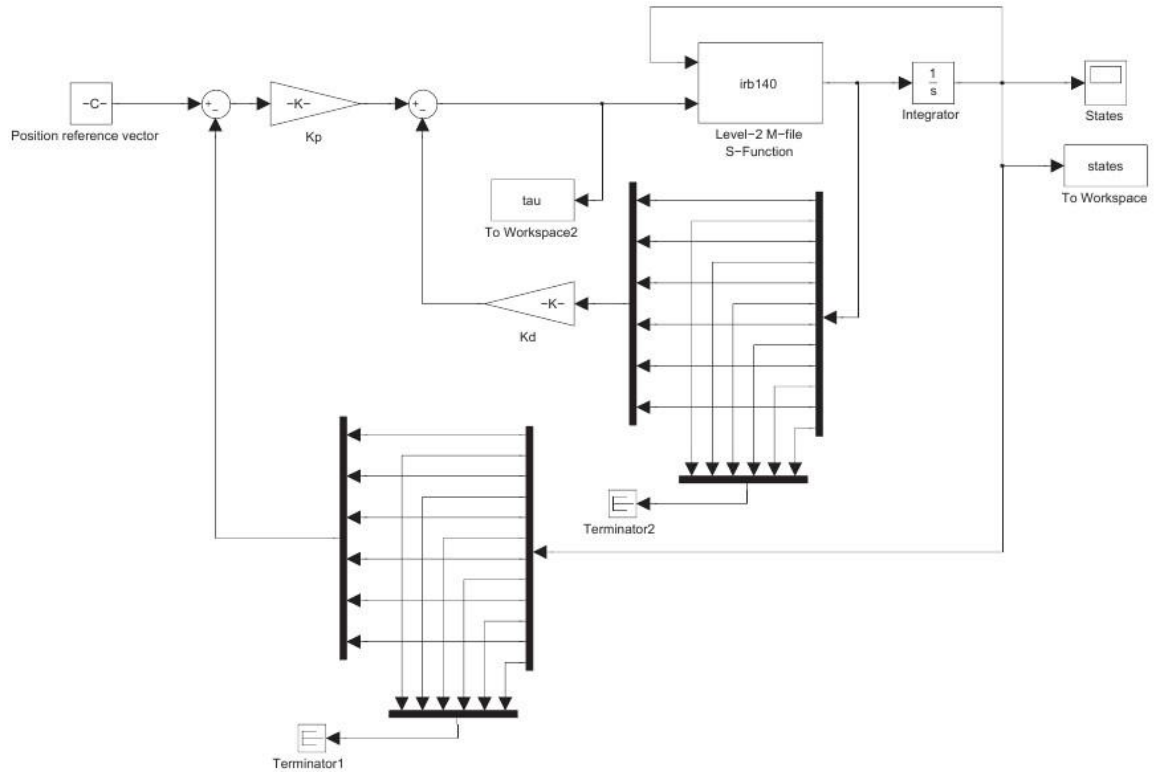 irb140
1
s
Level-2 M-file
S-Function
Integrator
States
-C-
Position reference vector
+
-
-K-
Kp
+
-
states
To Workspace
tau
To Workspace2
-K-
Kd
Terminator2
Terminator1